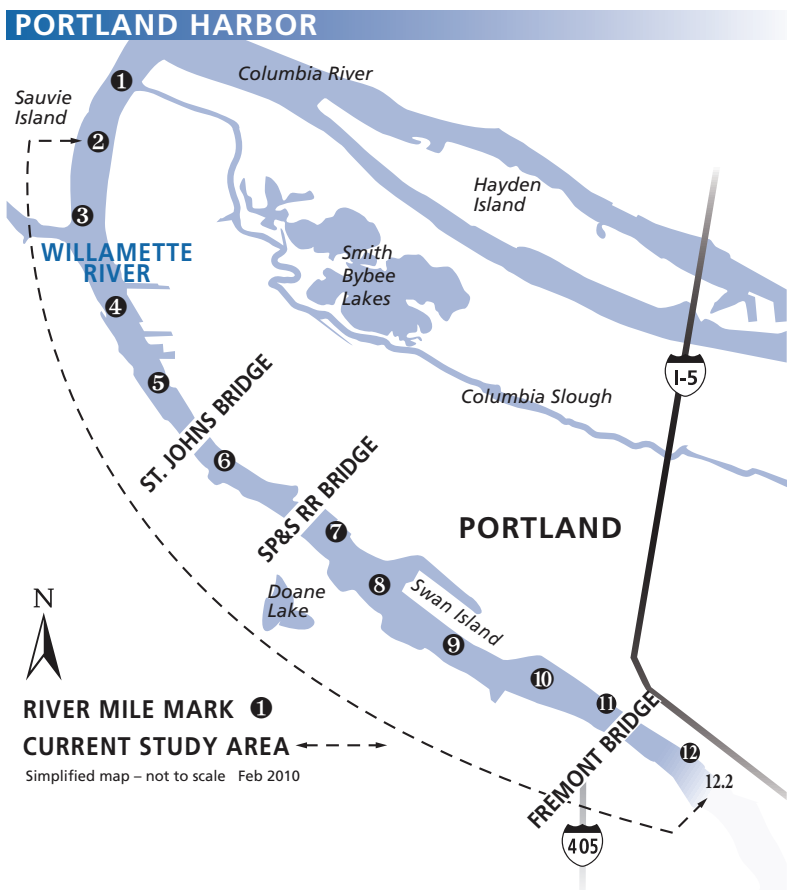 PORTLAND HARBOR
1
Columbia River
Sauvie
Island
2
Hayden
Island
3
WILLAMETTE
RIVER
Smith
Bybee
Lakes
4
I-5
5
Columbia Slough
ST. JOHNS BRIDGE
6
SP&S RR BRIDGE
7
PORTLAND
8
Doane
Lake
Swan Island
9
10
11
FREMONT BRIDGE
12
12.2
405
N
RIVER MILE MARK 1
CURRENT STUDY AREA
Simplified map – not to scale Feb 2010